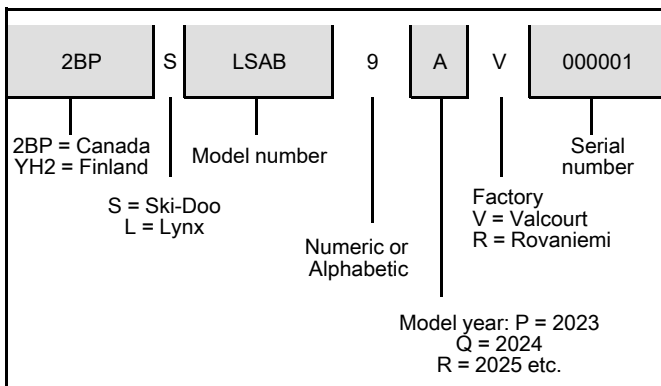 2BP S LSAB 9 A V 000001
2BP = Canada
YH2 = Finland
Model number
Serial
number
S = Ski-Doo
L = Lynx
Factory
V = Valcourt
R = Rovaniemi
Numeric or
Alphabetic
Model year: P = 2023
Q = 2024
R = 2025 etc.